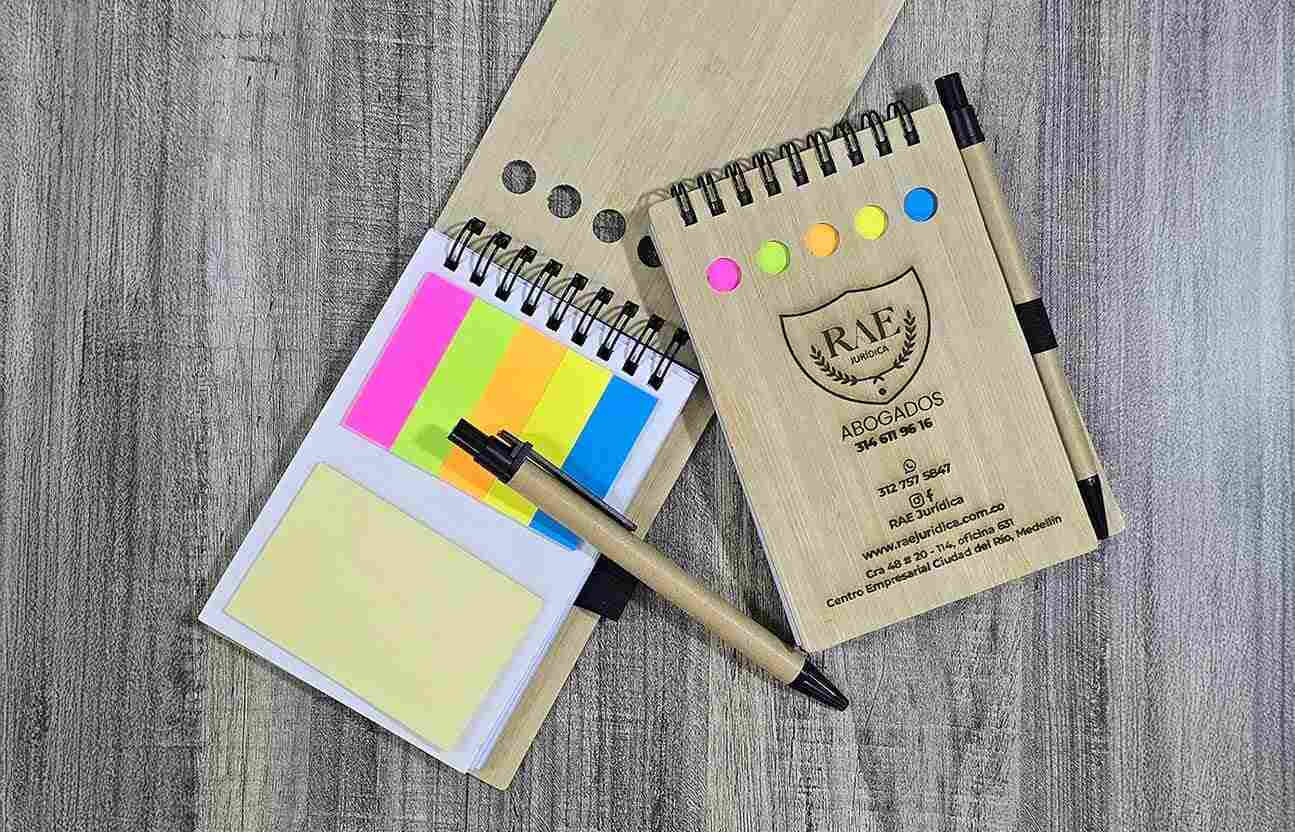 RAE
JURÍDICA
ABOGADOS
314 611 96 16
312 757 5847
RAE Jurídica
www.raejuridica.com.co
Cra 48 # 20 - 114, oficina 631
Centro Empresarial Ciudad del Río, Medellín